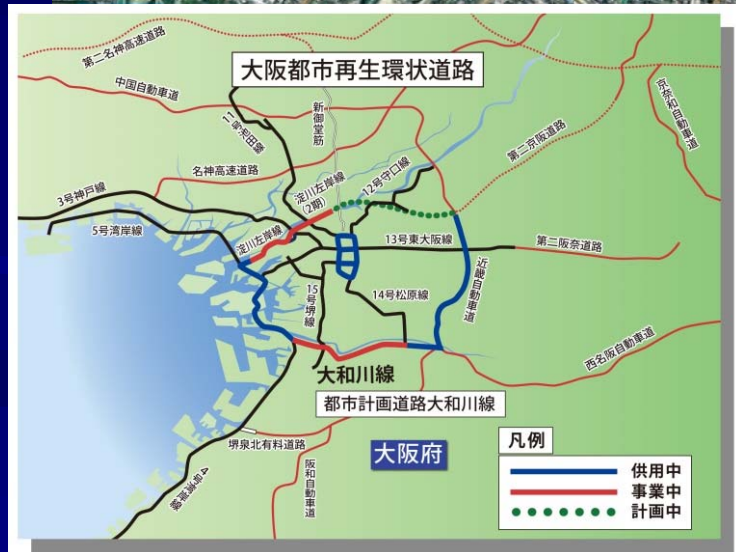 第二名神高速道路
大阪都市再生環状道路
中国自動車道
11号池田線
新御堂筋
京奈和自動車道
第二京阪道路
名神高速道路
淀川左岸線
(2期)
12号守口線
3号神戸線
5号湾岸線
淀川左岸線
13号東大阪線
第二阪奈道路
近畿自動車道
15号堺線
14号松原線
西名阪自動車道
大和川線
都市計画道路大和川線
堺泉北有料道路
大阪府
阪和自動車道
4号湾岸線
凡例
供用中
事業中
計画中